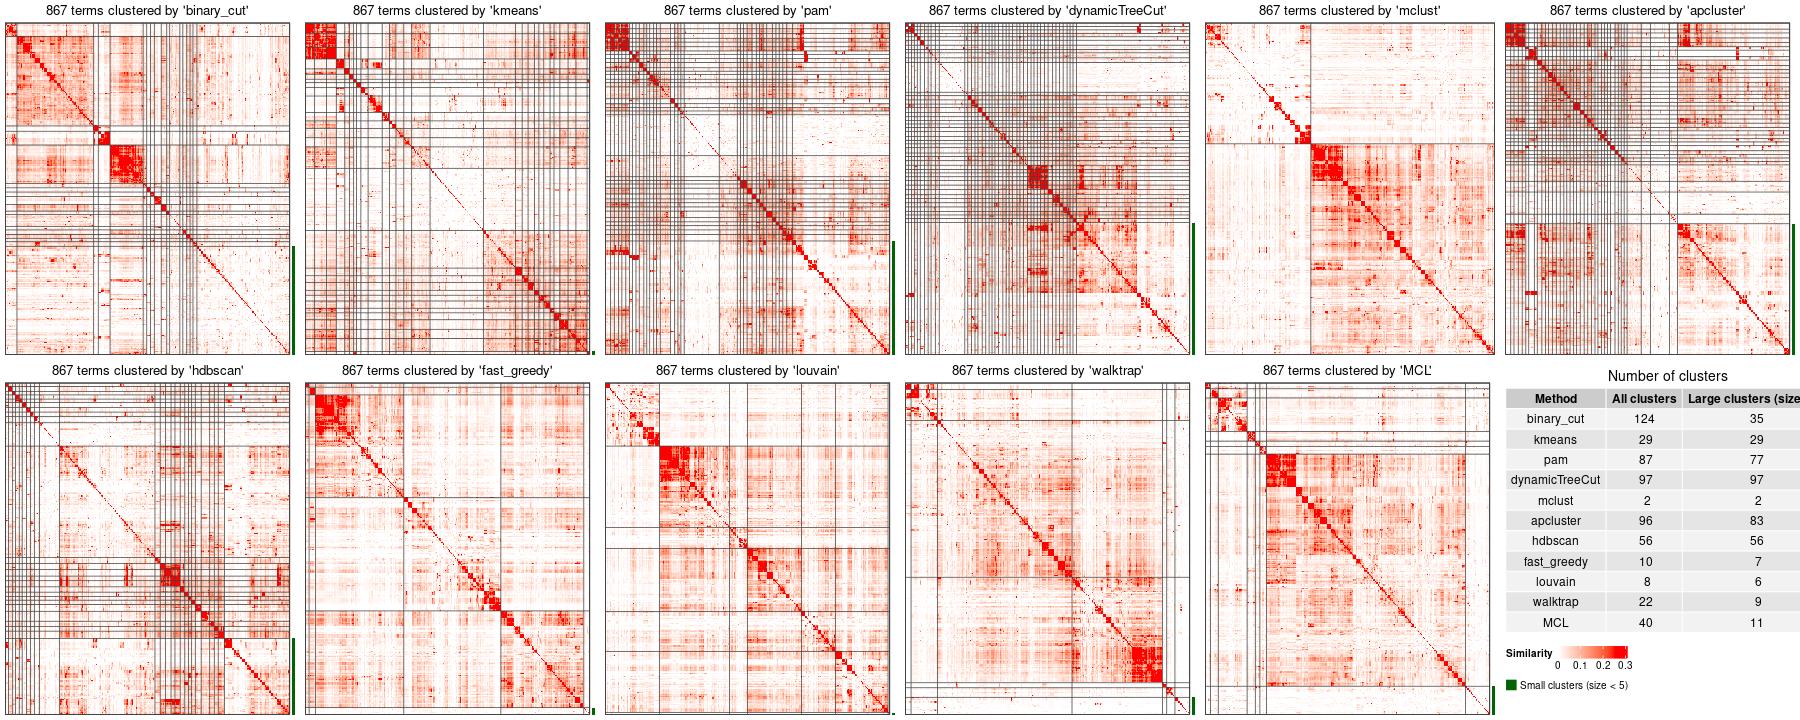 867 terms clustered by 'binary_cut'
867 terms clustered by 'kmeans'
867 terms clustered by 'pam'
867 terms clustered by 'dynamicTreeCut'
867 terms clustered by 'mclust'
867 terms clustered by 'apcluster'
867 terms clustered by 'hdbscan'
867 terms clustered by 'fast_greedy'
867 terms clustered by 'louvain'
867 terms clustered by 'walktrap'
867 terms clustered by 'MCL'
Number of clusters
Method All clusters Large clusters (size
binary_cut 124 35
kmeans 29 29
pam 87 77
dynamicTreeCut 97 97
mclust 2 2
apcluster 96 83
hdbscan 56 56
fast_greedy 10 7
louvain 8 6
walktrap 22 9
MCL 40 11
Similarity
0 0.1 0.2 0.3
Small clusters (size < 5)